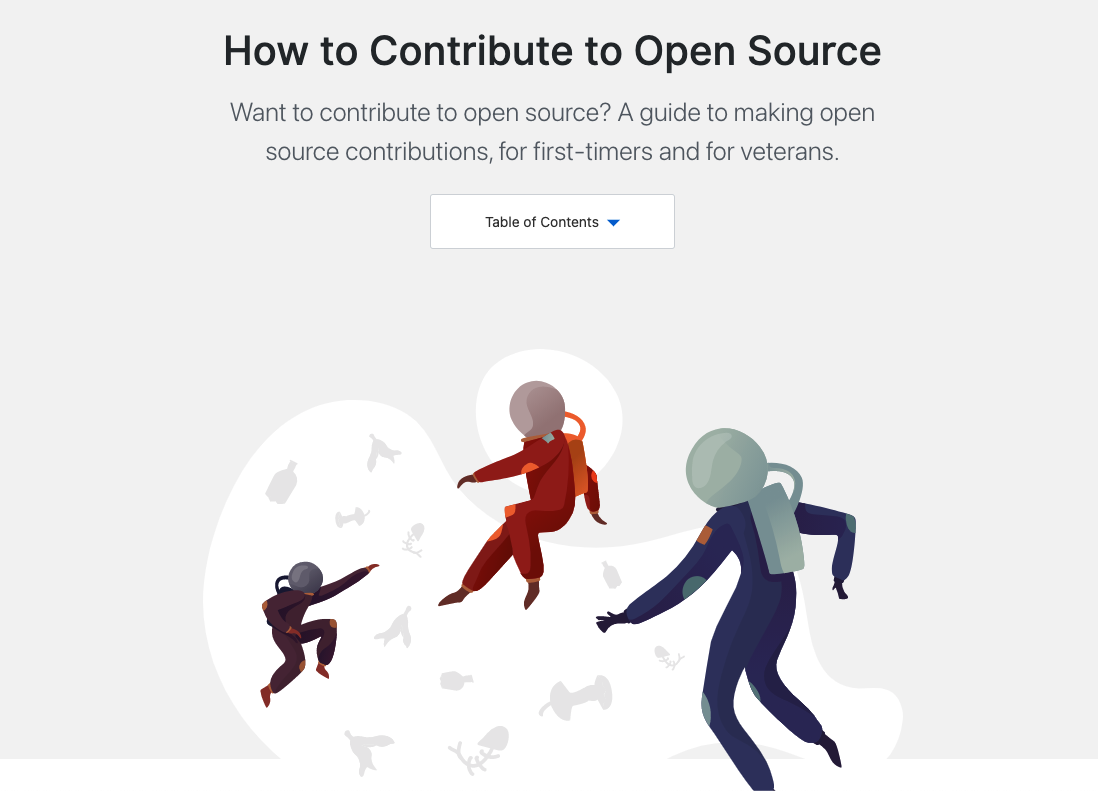 How to Contribute to Open Source
Want to contribute to open source? A guide to making open
source contributions, for first-timers and for veterans.
Table of Contents